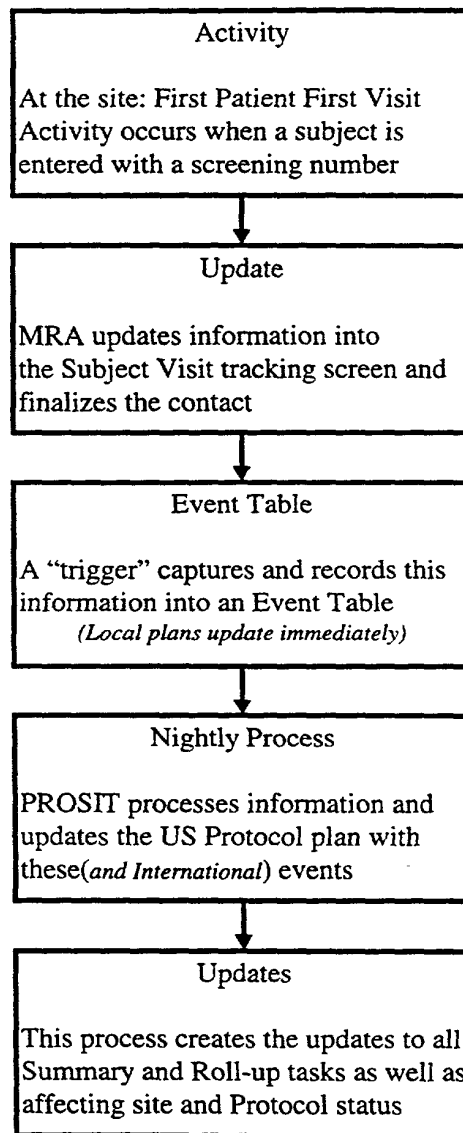 Activity
At the site: First Patient First Visit
Activity occurs when a subject is
entered with a screening number
Update
MRA updates information into
the Subject Visit tracking screen and
finalizes the contact
Event Table
A “trigger” captures and records this
information into an Event Table
(Local plans update immediately)
Nightly Process
PROSIT processes information and
updates the US Protocol plan with
these(and International) events
Updates
This process creates the updates to all
Summary and Roll-up tasks as well as
affecting site and Protocol status